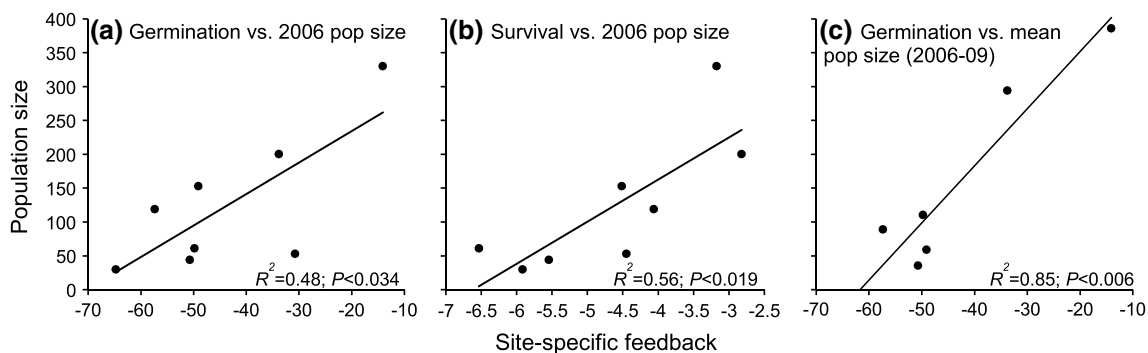 (a) Germination vs. 2006 pop size
(b) Survival vs. 2006 pop size
(c) Germination vs. mean
pop size (2006-09)
Population size
400
350
300
250
200
150
100
50
0
R²=0.48; P<0.034
R²=0.56; P<0.019
R²=0.85; P<0.006
-70 -60 -50 -40 -30 -20 -10
-7 -6.5 -6 -5.5 -5 -4.5 -4 -3.5 -3 -2.5
-70 -60 -50 -40 -30 -20 -10
Site-specific feedback